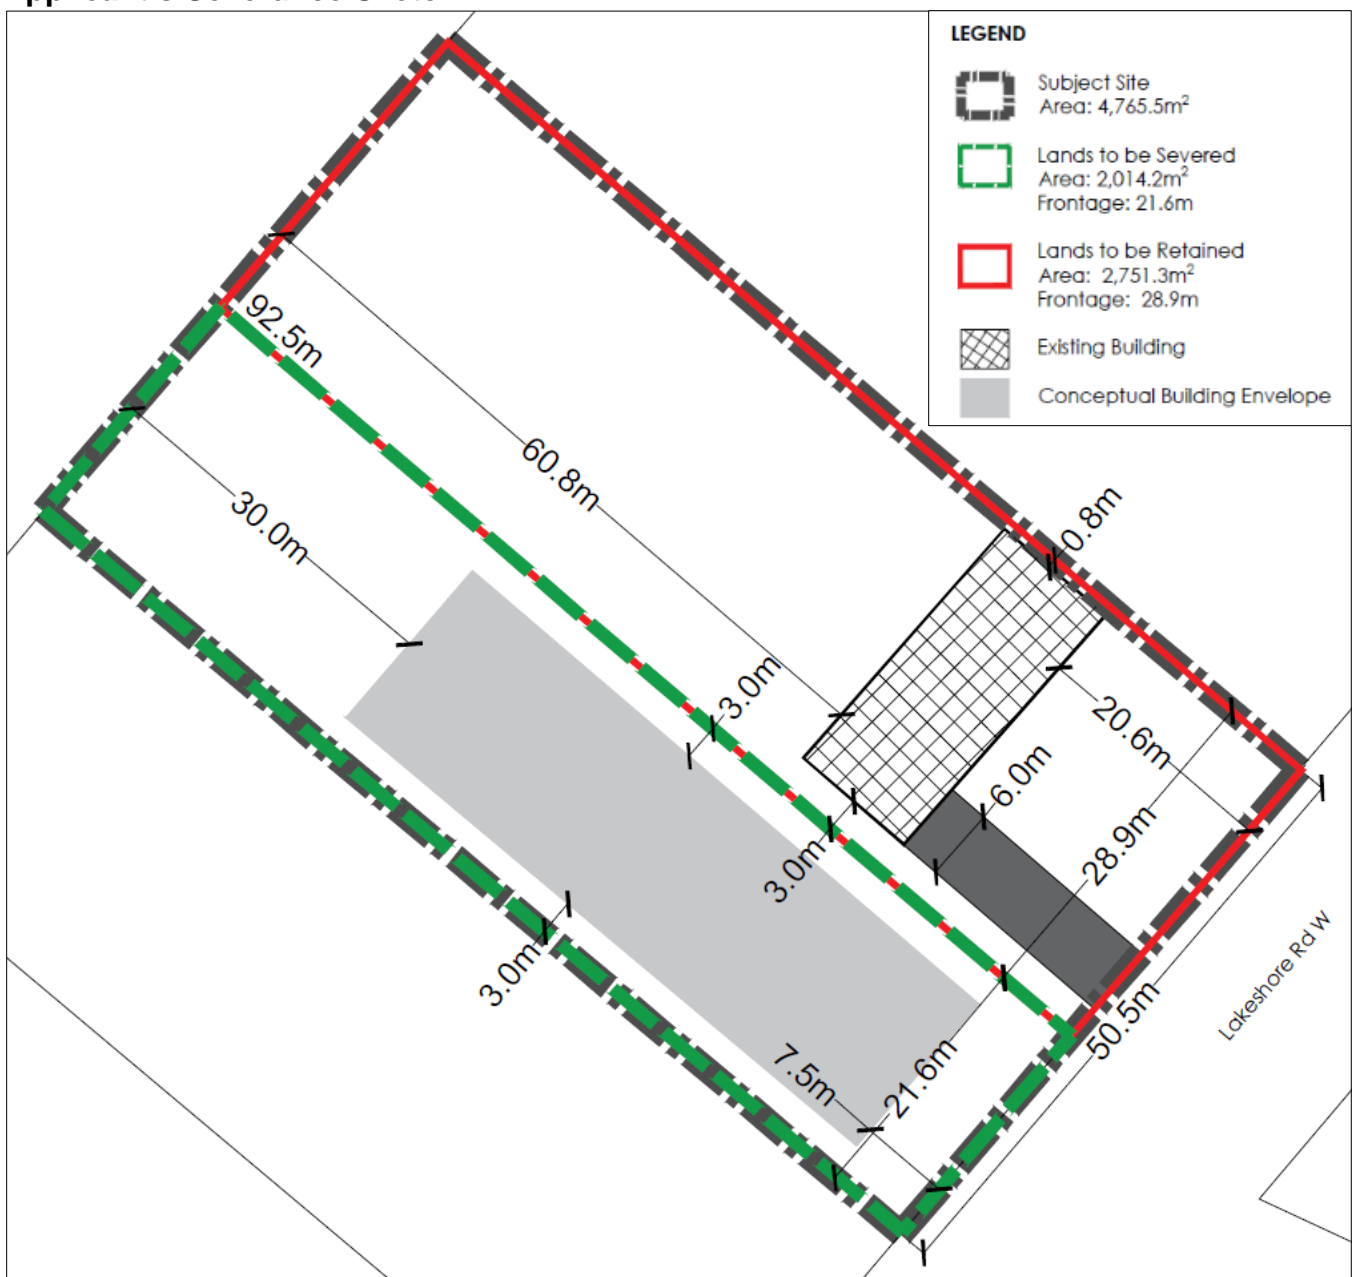 LEGEND
Subject Site
Area: 4,765.5m²
Lands to be Severed
Area: 2,014.2m²
Frontage: 21.6m
Lands to be Retained
Area: 2,751.3m²
Frontage: 28.9m
Existing Building
Conceptual Building Envelope
92.5m
60.8m
30.0m
0.8m
3.0m
20.6m
6.0m
28.9m
3.0m
3.0m
50.5m
Lakeshore Rd W
7.5m
21.6m